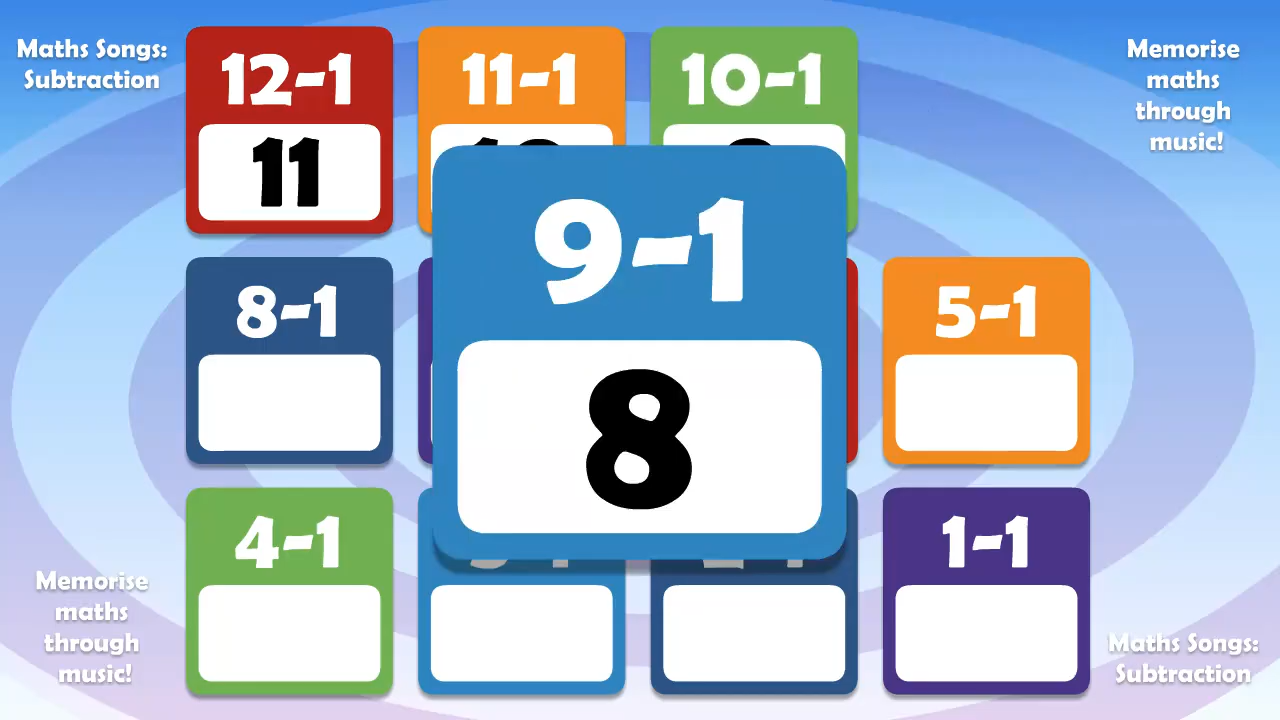 Maths Songs:
Subtraction
12-1
11
11-1
10-1
Memorise
maths
through
music!
9-1
8
8-1
5-1
4-1
1-1
Memorise
maths
through
music!
Maths Songs:
Subtraction